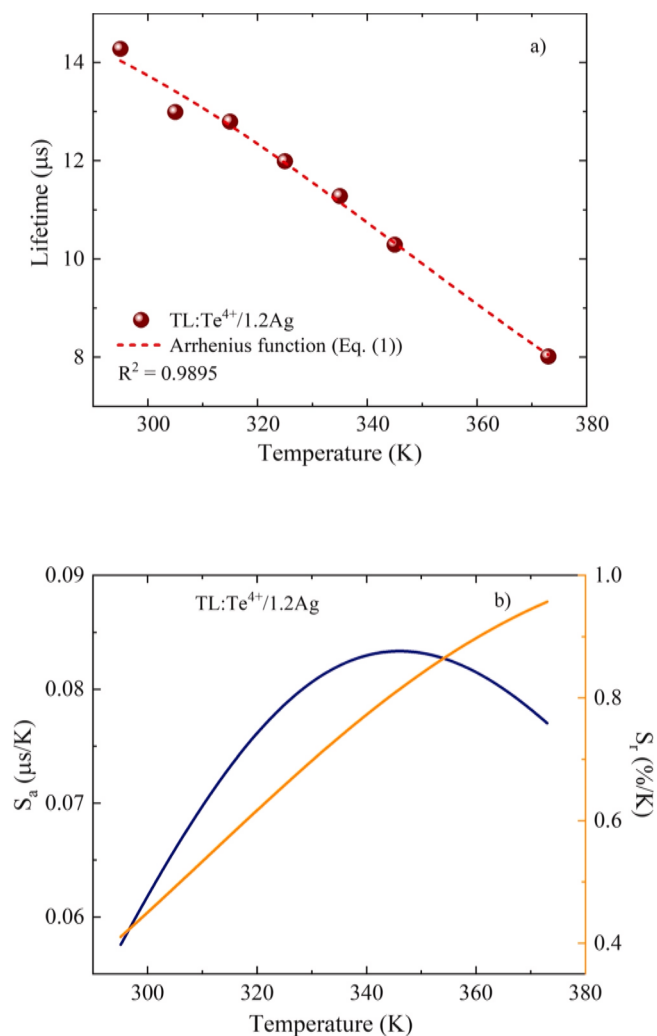 a)
14
12
10
8
Lifetime (μs)
TL:Te⁴⁺/1.2Ag
Arrhenius function (Eq. (1))
R² = 0.9895
300 320 340 360 380
Temperature (K)
0.09 1.0
TL:Te⁴⁺/1.2Ag b)
0.08 0.8
0.07 0.6
0.06 0.4
Sₐ (μs/K)
Sᵣ (%/K)
300 320 340 360 380
Temperature (K)